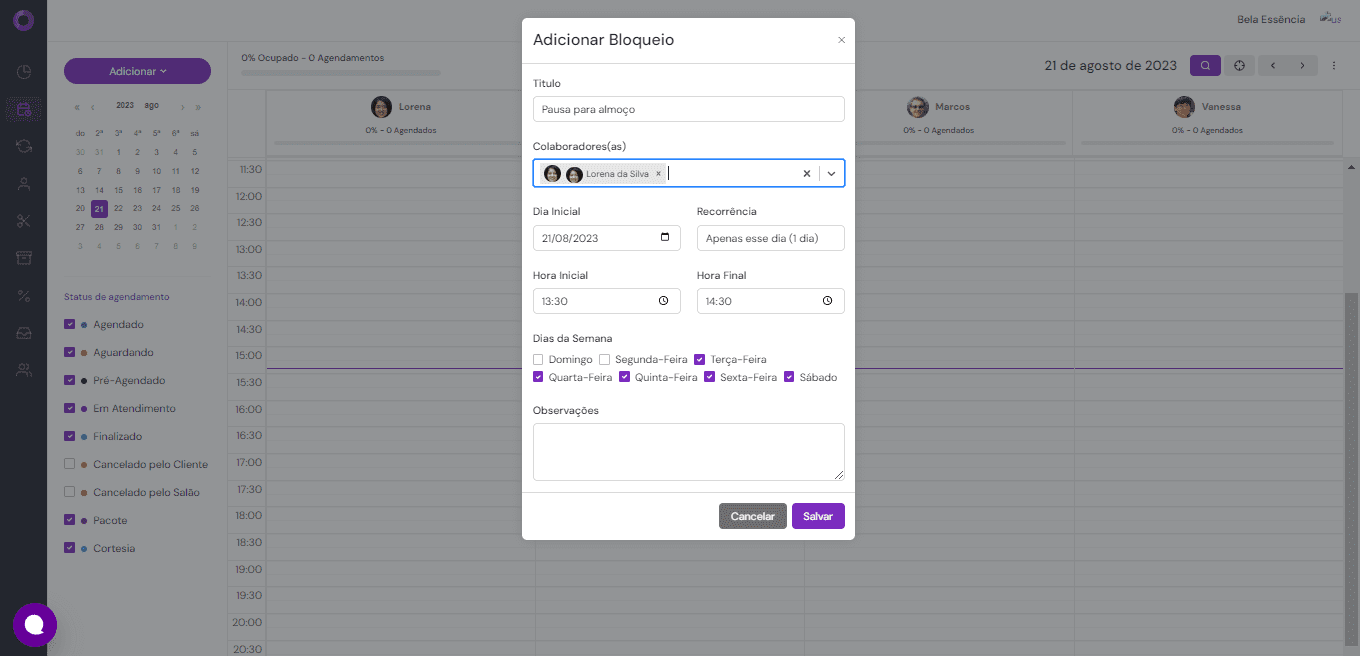 Bela Essência
Adicionar
2023 ago
do 2ª 3ª 4ª 5ª 6ª sá
30 31 1 2 3 4 5
6 7 8 9 10 11 12
13 14 15 16 17 18 19
20 21 22 23 24 25 26
27 28 29 30 31 1 2
3 4 5 6 7 8 9
Status de agendamento
Agendado
Aguardando
Pré-Agendado
Em Atendimento
Finalizado
Cancelado pelo Cliente
Cancelado pelo Salão
Pacote
Cortesia
0% Ocupado - 0 Agendamentos
21 de agosto de 2023
Lorena
0% - 0 Agendados
Marcos
0% - 0 Agendados
Vanessa
0% - 0 Agendados
11:30
12:00
12:30
13:00
13:30
14:00
14:30
15:00
15:30
16:00
16:30
17:00
17:30
18:00
18:30
19:00
19:30
20:00
20:30
Adicionar Bloqueio
×
Título
Pausa para almoço
Colaboradores(as)
Lorena da Silva ×
Dia Inicial Recorrência
21/08/2023 Apenas esse dia (1 dia)
Hora Inicial Hora Final
13:30 14:30
Dias da Semana
Domingo Segunda-Feira Terça-Feira
Quarta-Feira Quinta-Feira Sexta-Feira Sábado
Observações
Cancelar Salvar